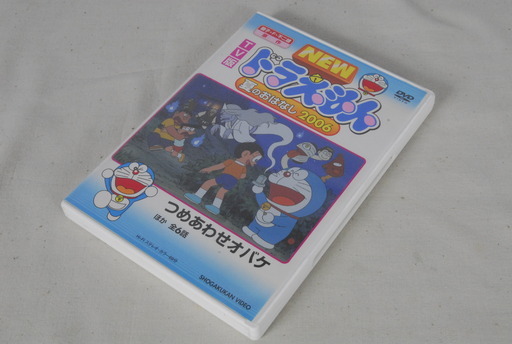 TV版
NEW
ドラえもん
夏のおはなし 2006
DVD
つめあわせオバケ
ほか 全6話
SHOGAKUKAN VIDEO